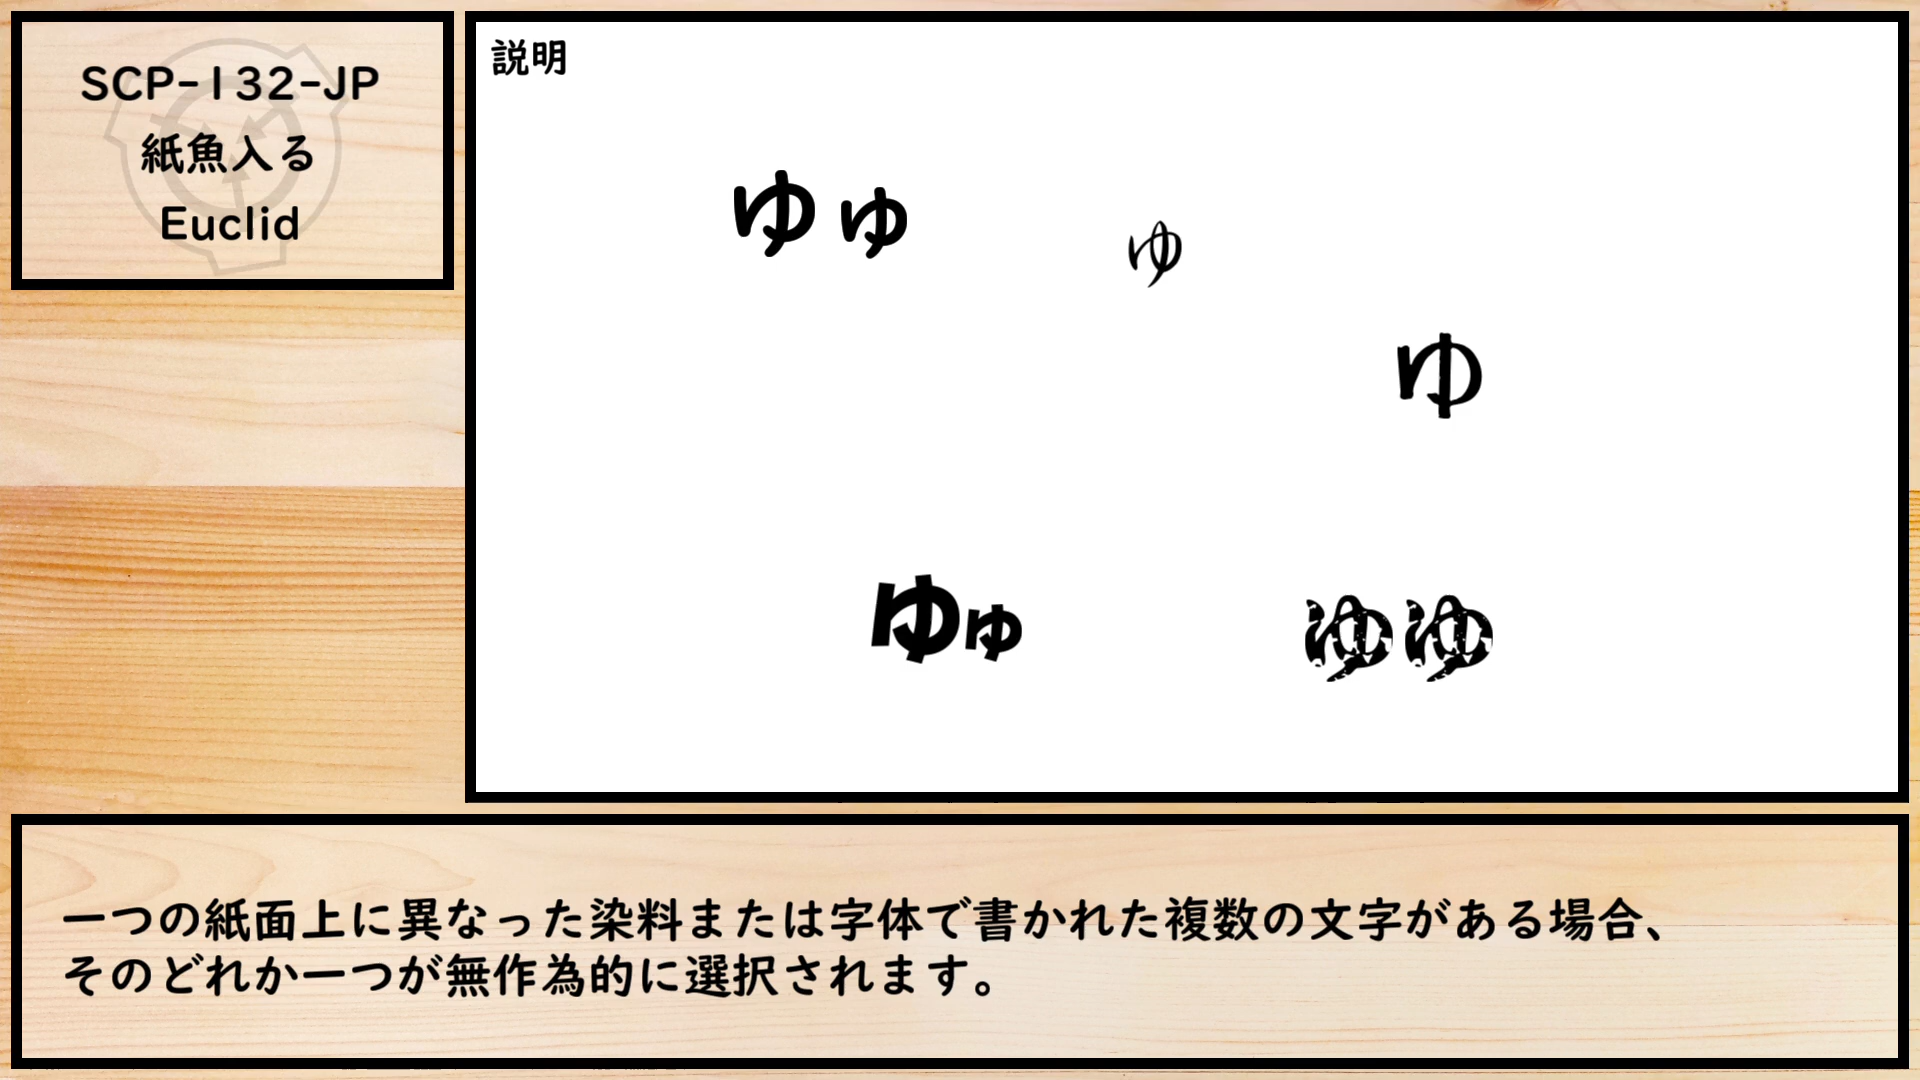 SCP-132-JP
紙魚入る
Euclid
説明
ゆゅ
ゆ
ゆ
ゆゅ
ゆゆ
一つの紙面上に異なった染料または字体で書かれた複数の文字がある場合、
そのどれか一つが無作為的に選択されます。